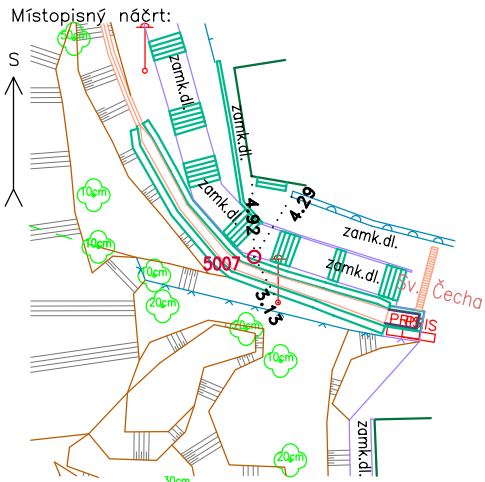 Místopisný náčrt:
S
50cm
zamk.dl.
zamk.dl.
10cm
zamk.dl.
4.92
4.29
10cm
5007
zamk.dl.
10cm
zamk.dl.
Sv. Čecha
20cm
3.13
PRIS
20cm
10cm
zamk.dl.
20cm
30cm